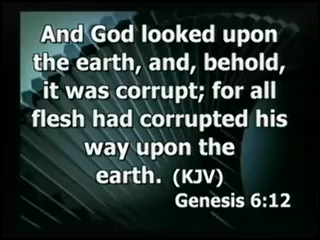 And God looked upon
the earth, and, behold,
it was corrupt; for all
flesh had corrupted his
way upon the
earth. (KJV)
Genesis 6:12